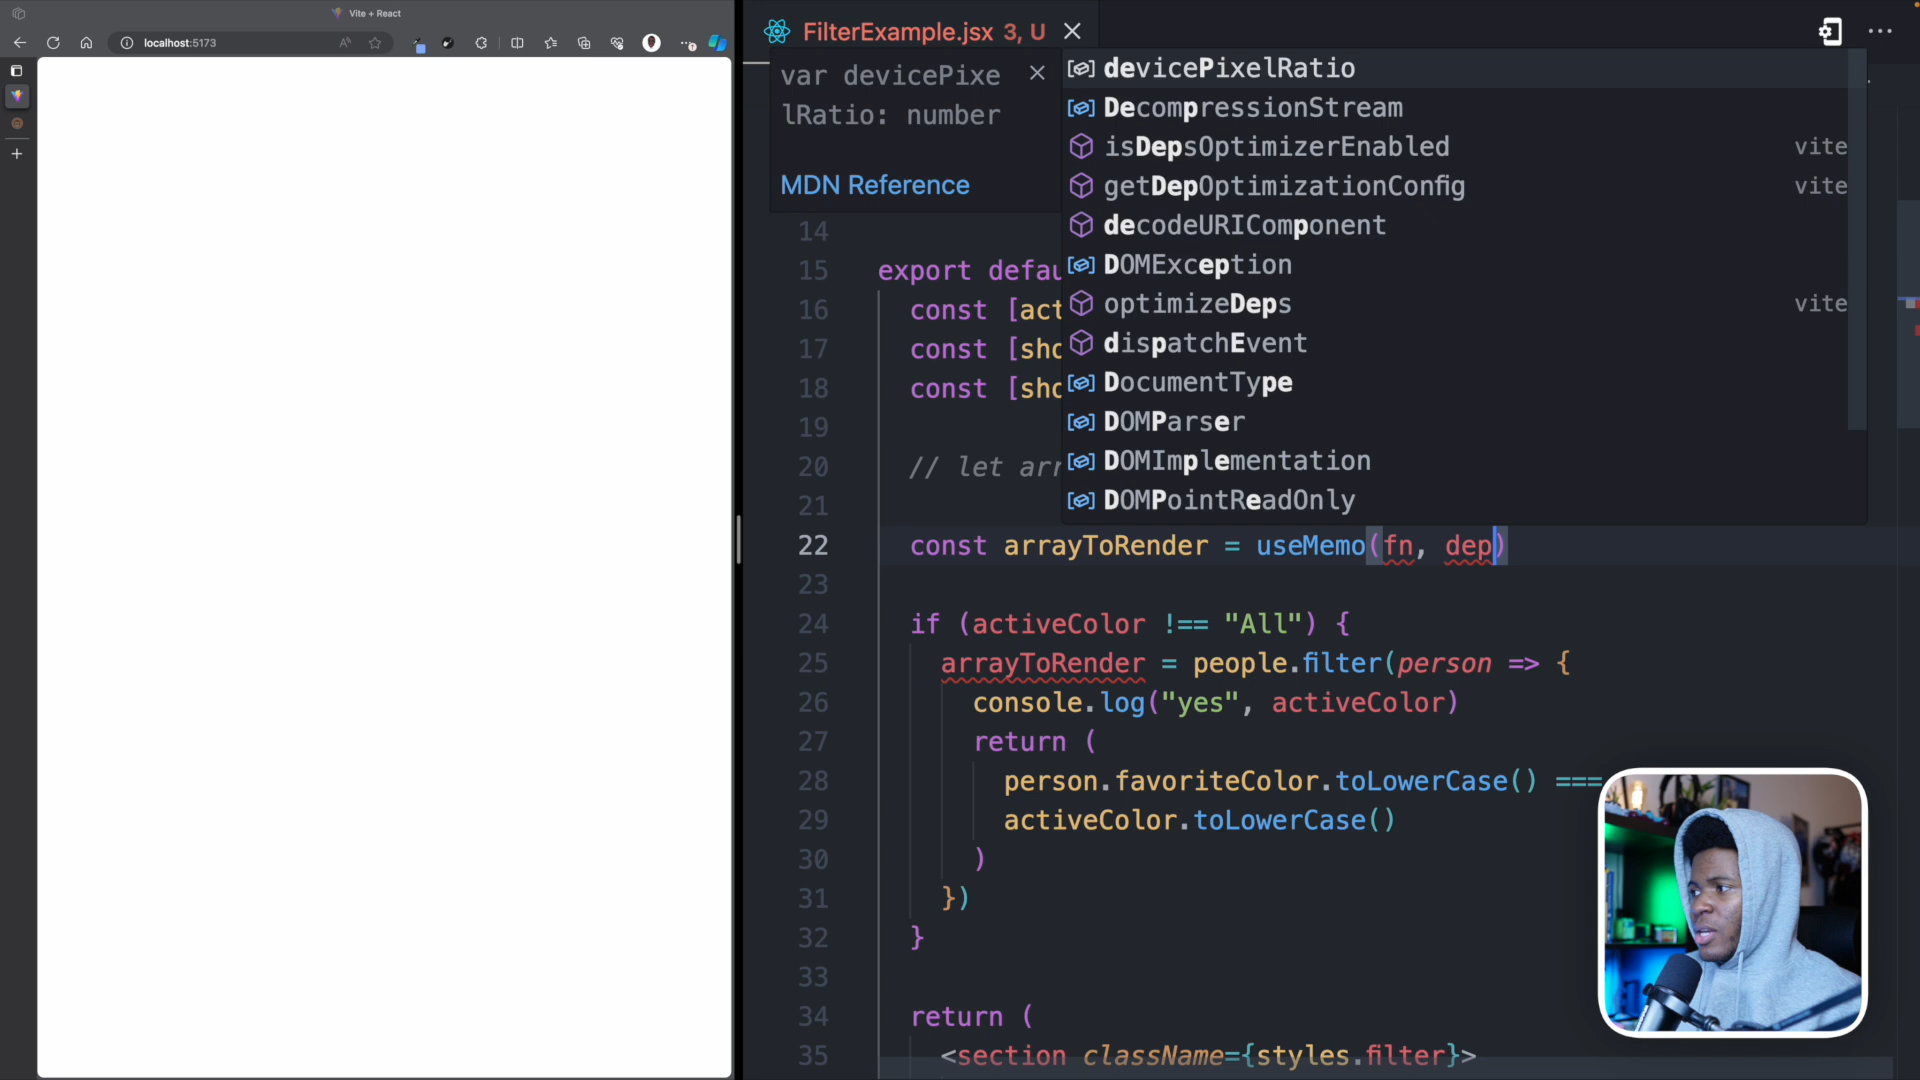 Vite + React
localhost:5173
FilterExample.jsx 3, U
var devicePixe
lRatio: number
MDN Reference
devicePixelRatio
DecompressionStream
isDepsOptimizerEnabled vite
getDepOptimizationConfig vite
decodeURIComponent
DOMException
optimizeDeps vite
dispatchEvent
DocumentType
DOMParser
DOMImplementation
DOMPointReadOnly
14
15 export defau
16 const [act
17 const [sho
18 const [sho
19
20 // let arr
21
22 const arrayToRender = useMemo(fn, dep)
23
24 if (activeColor !== "All") {
25 arrayToRender = people.filter(person => {
26 console.log("yes", activeColor)
27 return (
28 person.favoriteColor.toLowerCase() ===
29 activeColor.toLowerCase()
30 )
31 })
32 }
33
34 return (
35 <section className={styles.filter}>